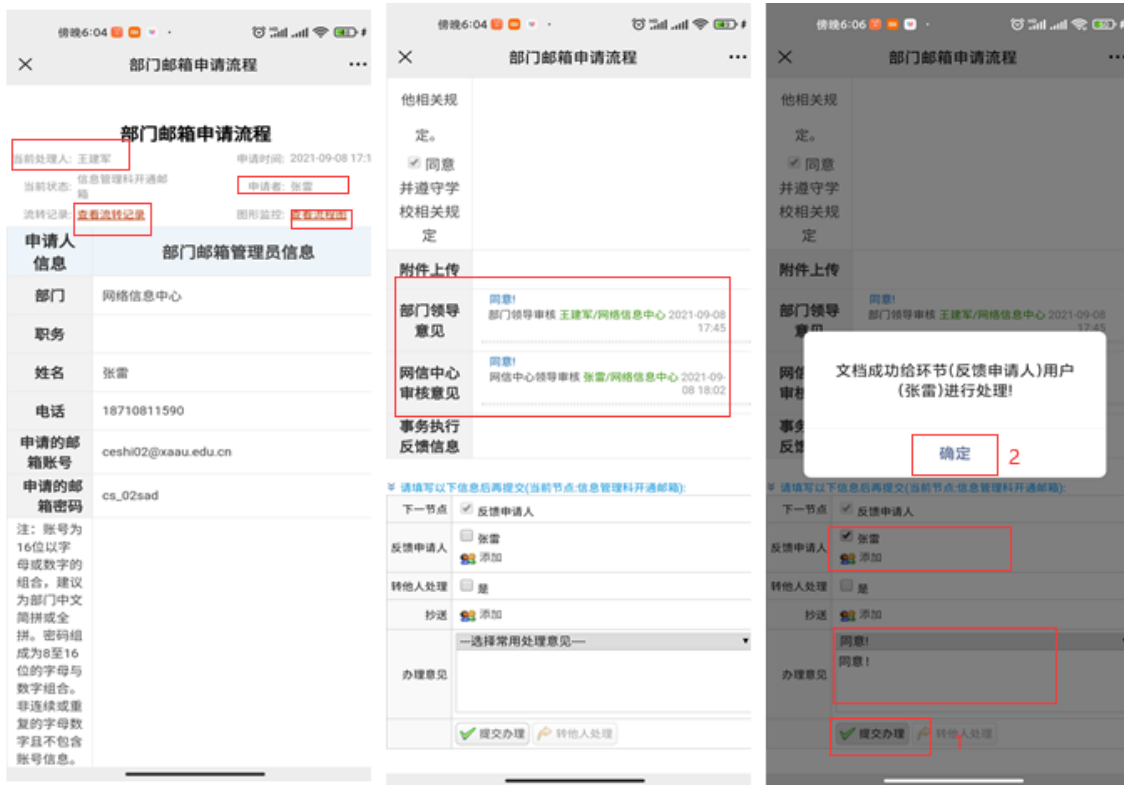 傍晚6:04
部门邮箱申请流程
部门邮箱申请流程
当前处理人: 王建军
申请时间: 2021-09-08 17:1
当前状态: 信息管理科开通邮
箱
申请者: 张雷
流转记录: 查看流转记录
图形监控: 查看流程图
申请人
信息
部门邮箱管理员信息
部门
网络信息中心
职务
姓名
张雷
电话
18710811590
申请的邮
箱账号
ceshi02@xaau.edu.cn
申请的邮
箱密码
cs_02sad
注：账号为
16位以字
母或数字的
组合，建议
为部门中文
简拼或全
拼。密码组
成为8至16
位的字母与
数字组合。
非连续或重
复的字母数
字且不包含
账号信息。
傍晚6:04
部门邮箱申请流程
他相关规
定。
同意
并遵守学
校相关规
定
附件上传
部门领导
意见
同意!
部门领导审核 王建军/网络信息中心 2021-09-08
17:45
网信中心
审核意见
同意!
网信中心领导审核 张雷/网络信息中心 2021-09-
08 18:02
事务执行
反馈信息
请填写以下信息后再提交(当前节点:信息管理科开通邮箱):
下一节点
反馈申请人
反馈申请人
张雷
添加
转他人处理
是
抄送
添加
办理意见
---选择常用处理意见---
提交办理
转他人处理
傍晚6:06
部门邮箱申请流程
他相关规
定。
同意
并遵守学
校相关规
定
附件上传
部门领导
意见
同意!
部门领导审核 王建军/网络信息中心 2021-09-08
17:45
网信
审核
事务
反馈
文档成功给环节(反馈申请人)用户
(张雷)进行处理!
确定
2
请填写以下信息后再提交(当前节点:信息管理科开通邮箱):
下一节点
反馈申请人
反馈申请人
张雷
添加
转他人处理
是
抄送
添加
办理意见
同意!
同意!
提交办理
转他人处理
1